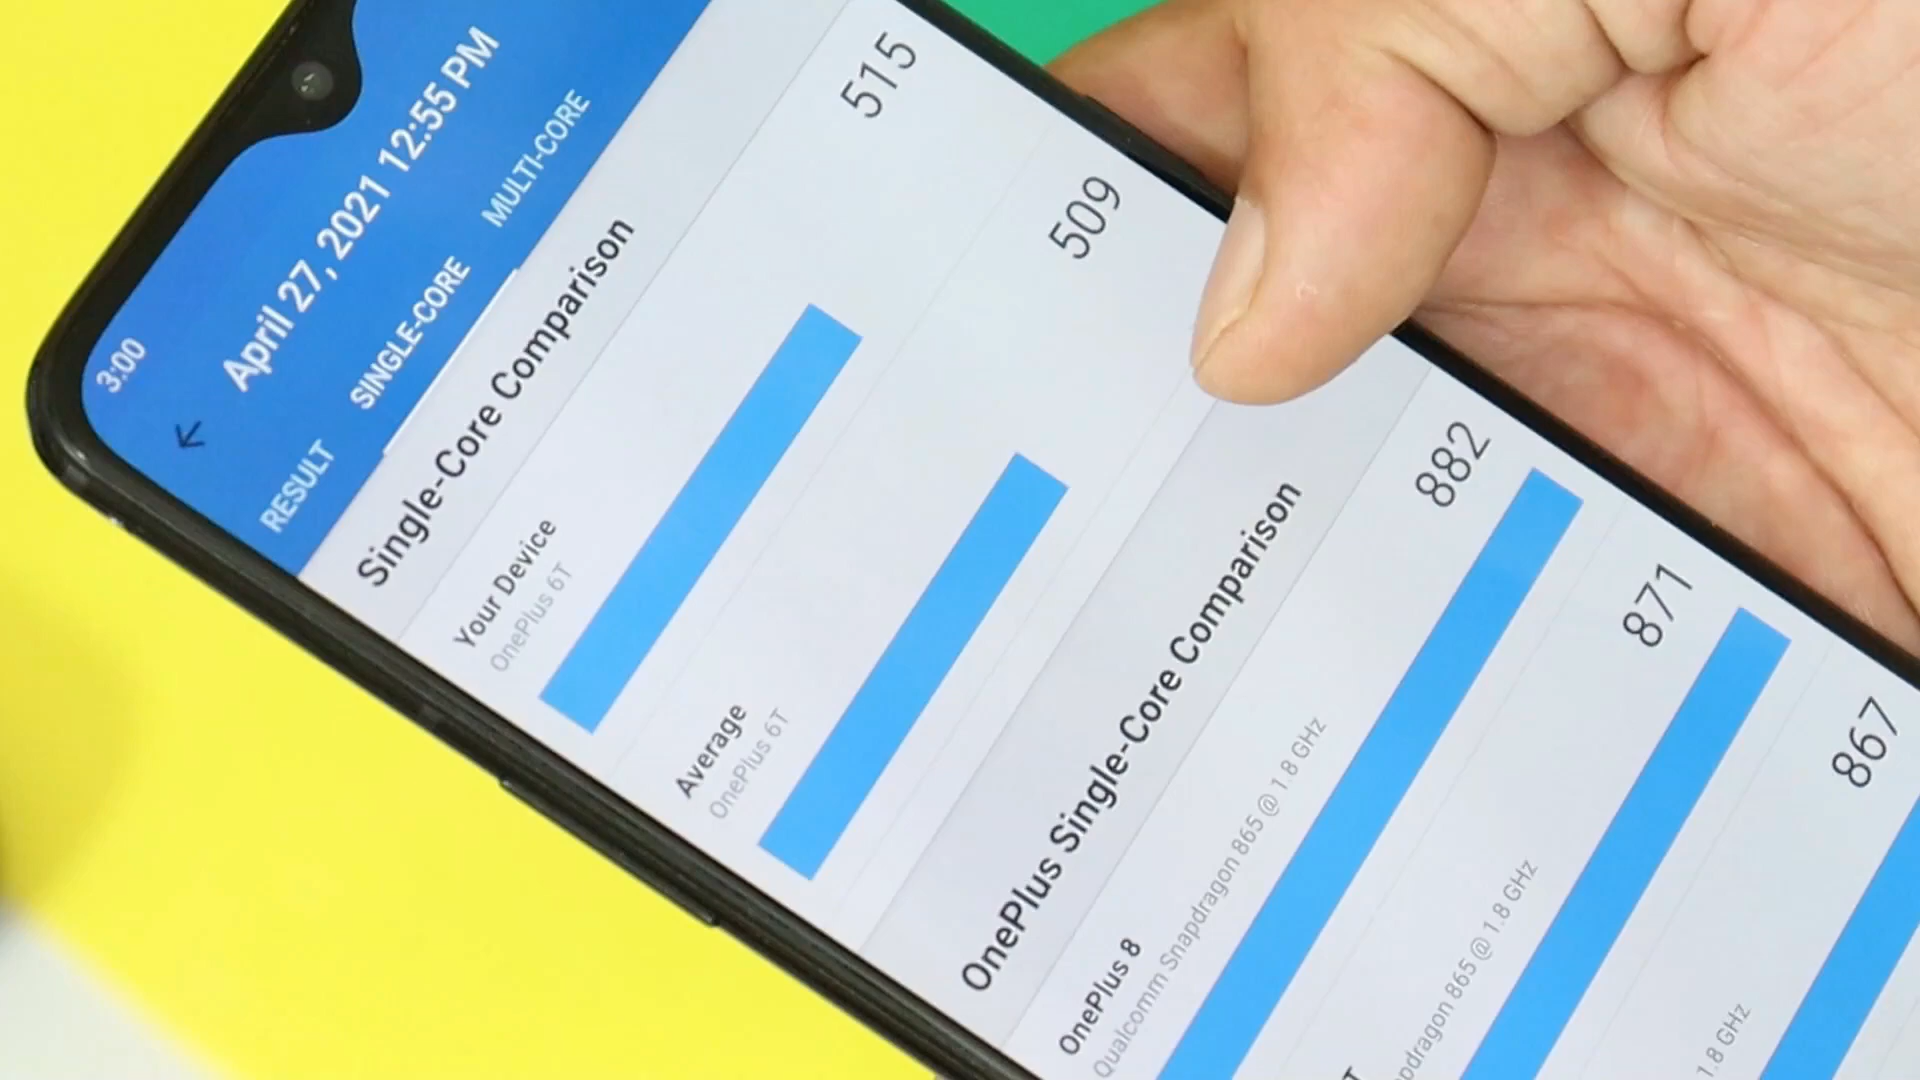 3:00
April 27, 2021 12:55 PM
RESULT
SINGLE-CORE
MULTI-CORE
Single-Core Comparison
Your Device
OnePlus 6T
515
Average
OnePlus 6T
509
OnePlus Single-Core Comparison
OnePlus 8
Qualcomm Snapdragon 865 @ 1.8 GHz
882
865 @ 1.8 GHz
871
1.8 GHz
867